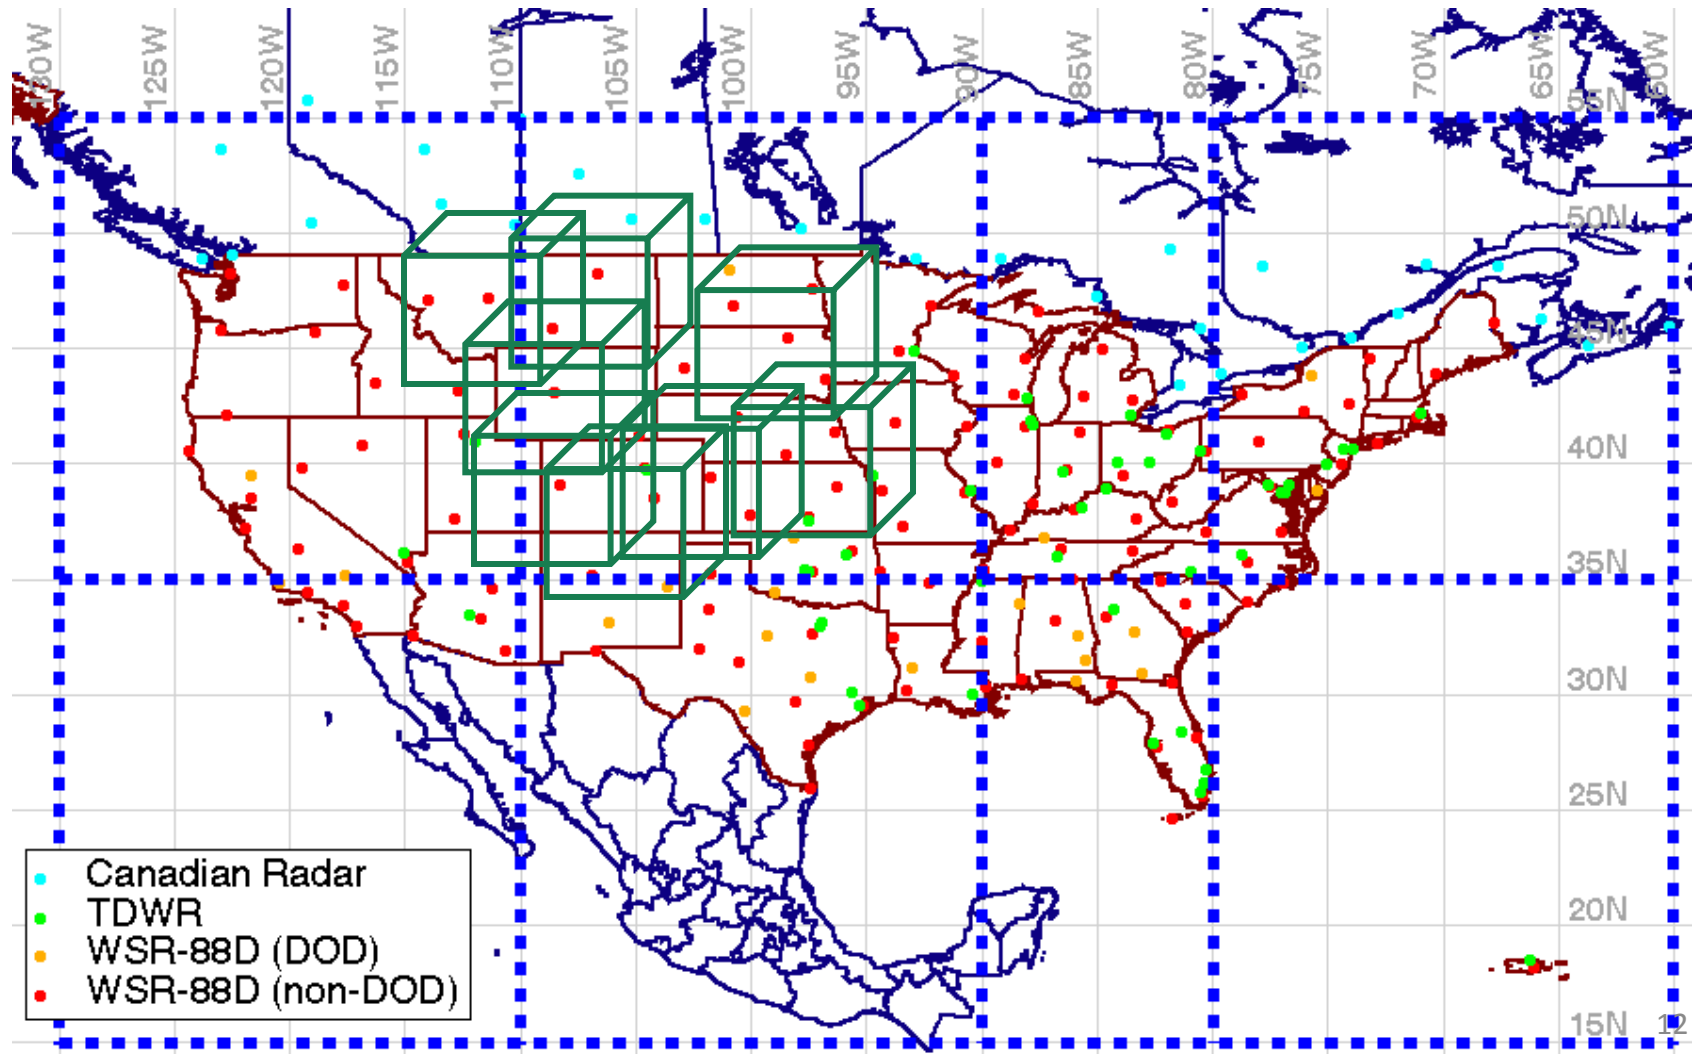 130W
125W
120W
115W
110W
105W
100W
95W
90W
85W
80W
75W
70W
65W
60W
55N
50N
45N
40N
35N
30N
25N
20N
15N
Canadian Radar
TDWR
WSR-88D (DOD)
WSR-88D (non-DOD)
12